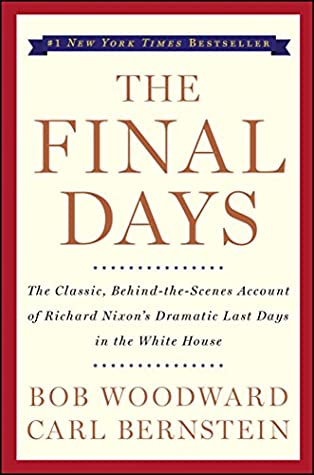 #1 New York Times Bestseller
THE
FINAL
DAYS
The Classic, Behind-the-Scenes Account
of Richard Nixon's Dramatic Last Days
in the White House
BOB WOODWARD
CARL BERNSTEIN